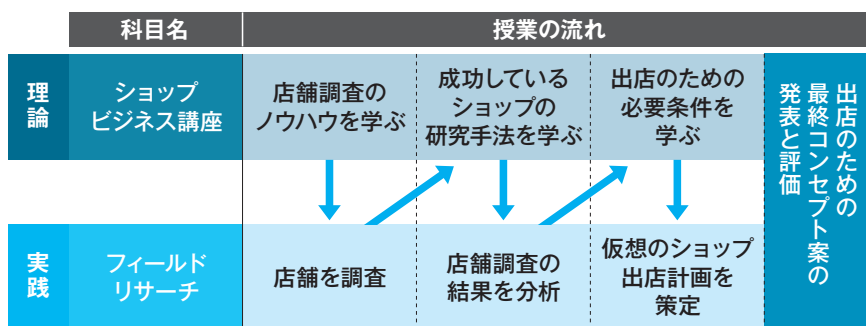 科目名
授業の流れ
理論
ショップ
ビジネス講座
店舗調査の
ノウハウを学ぶ
成功している
ショップの
研究手法を学ぶ
出店のための
必要条件を
学ぶ
出店のための
最終コンセプト案の
発表と評価
実践
フィールド
リサーチ
店舗を調査
店舗調査の
結果を分析
仮想のショップ
出店計画を
策定